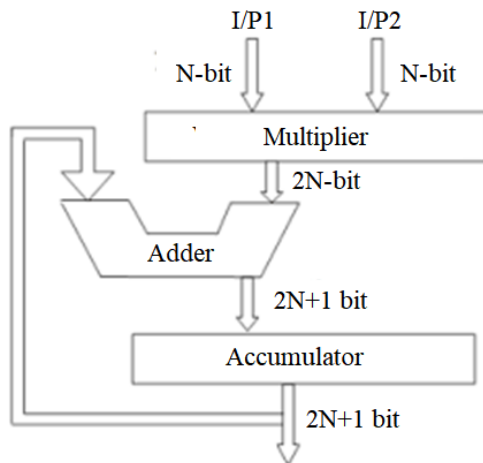 I/P1 I/P2
N-bit N-bit
Multiplier
2N-bit
Adder
2N+1 bit
Accumulator
2N+1 bit